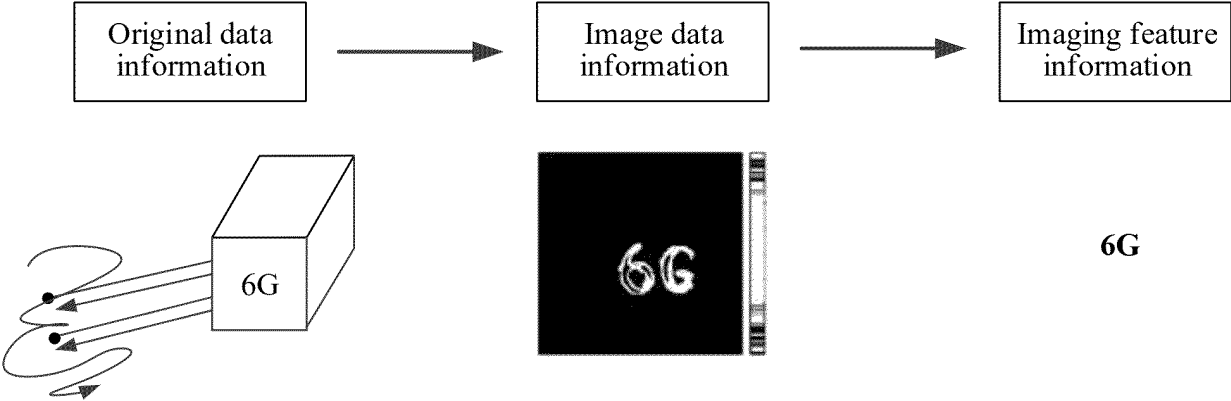 Original data
information
Image data
information
Imaging feature
information
6G
6G
6G